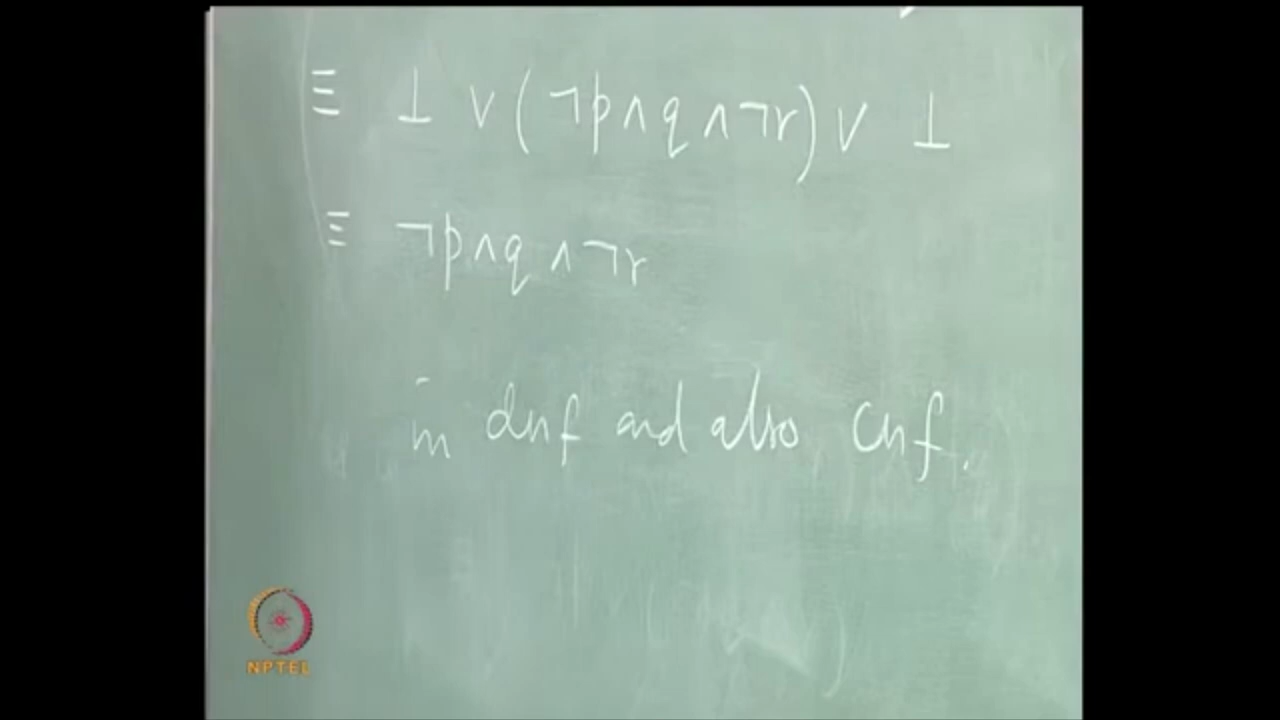 ≡ ⊥ ∨ (¬p ∧ q ∧ ¬r) ∨ ⊥
≡ ¬p ∧ q ∧ ¬r
in dnf and also cnf.
NPTEL